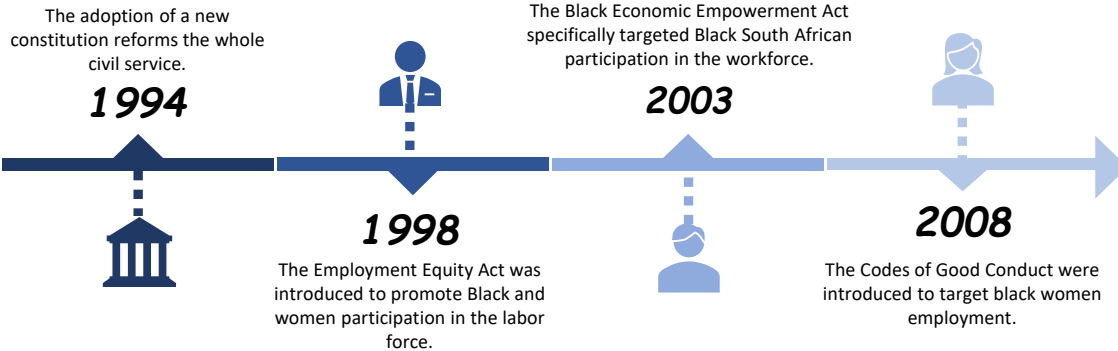 The adoption of a new
constitution reforms the whole
civil service.
1994
1998
The Employment Equity Act was
introduced to promote Black and
women participation in the labor
force.
The Black Economic Empowerment Act
specifically targeted Black South African
participation in the workforce.
2003
2008
The Codes of Good Conduct were
introduced to target black women
employment.